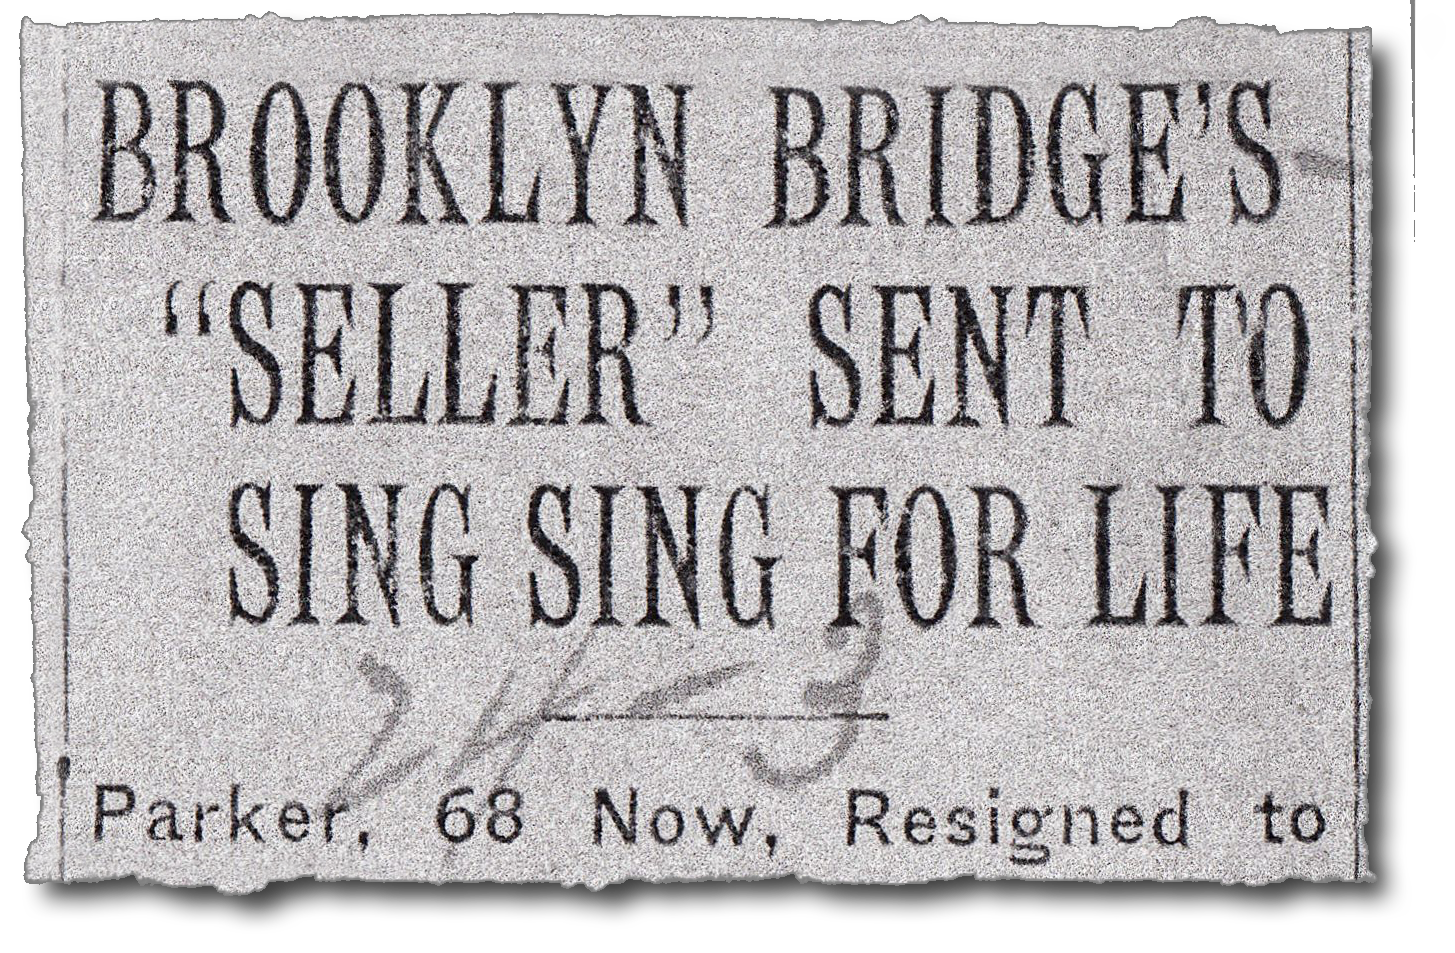 BROOKLYN BRIDGE'S
“SELLER” SENT TO
SING SING FOR LIFE
Parker, 68 Now, Resigned to